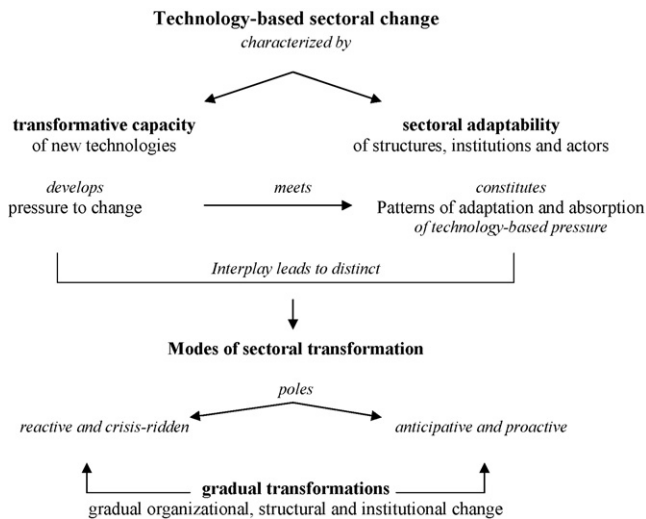 Technology-based sectoral change
characterized by
transformative capacity
of new technologies
sectoral adaptability
of structures, institutions and actors
develops
pressure to change
meets
constitutes
Patterns of adaptation and absorption
of technology-based pressure
Interplay leads to distinct
Modes of sectoral transformation
poles
reactive and crisis-ridden
anticipative and proactive
gradual transformations
gradual organizational, structural and institutional change